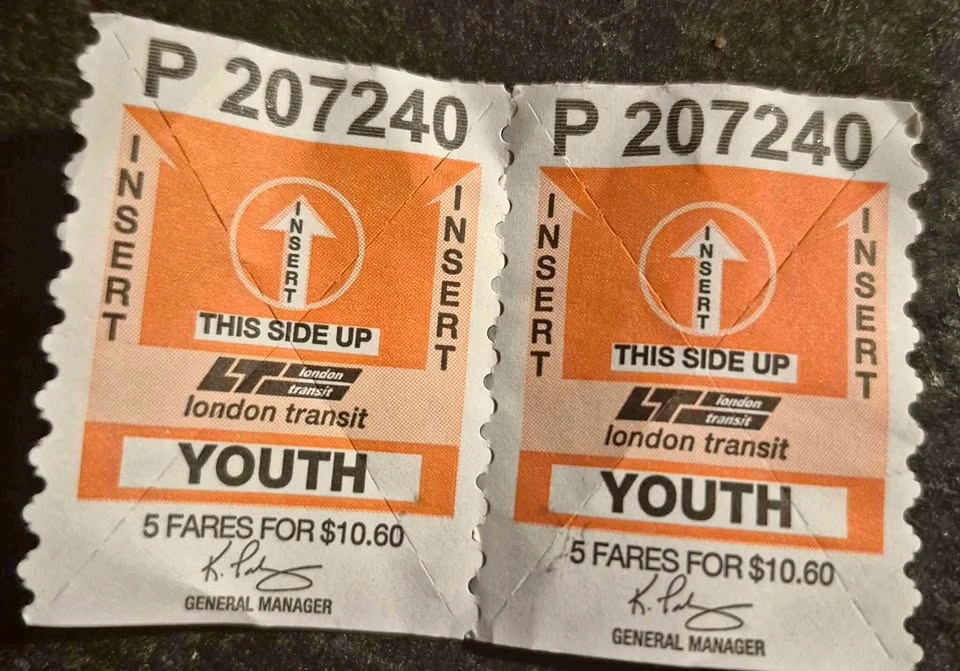 P 207240
INSERT
INSERT
INSERT
THIS SIDE UP
LT london
transit
london transit
YOUTH
5 FARES FOR $10.60
GENERAL MANAGER
P 207240
INSERT
INSERT
INSERT
THIS SIDE UP
LT london
transit
london transit
YOUTH
5 FARES FOR $10.60
GENERAL MANAGER